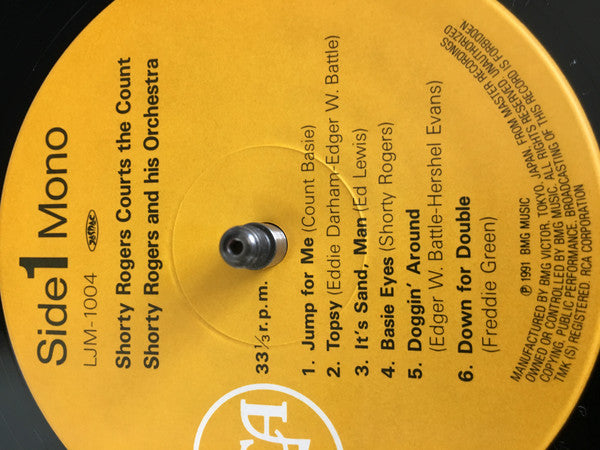 Side 1 Mono
LJM-1004
Shorty Rogers Courts the Count
Shorty Rogers and his Orchestra
33⅓ r.p.m.
1. Jump for Me (Count Basie)
2. Topsy (Eddie Darham-Edger W. Battle)
3. It's Sand, Man (Ed Lewis)
4. Basie Eyes (Shorty Rogers)
5. Doggin' Around
(Edger W. Battle-Hershel Evans)
6. Down for Double
(Freddie Green)
℗ 1991 BMG MUSIC
MANUFACTURED BY BMG VICTOR, TOKYO, JAPAN, FROM MASTER RECORDINGS
OWNED OR CONTROLLED BY BMG MUSIC. ALL RIGHTS RESERVED UNAUTHORIZED
COPYING, PUBLIC PERFORMANCE, BROADCASTING OF THIS RECORD IS FORBIDDEN
TMK (S) REGISTERED. RCA CORPORATION